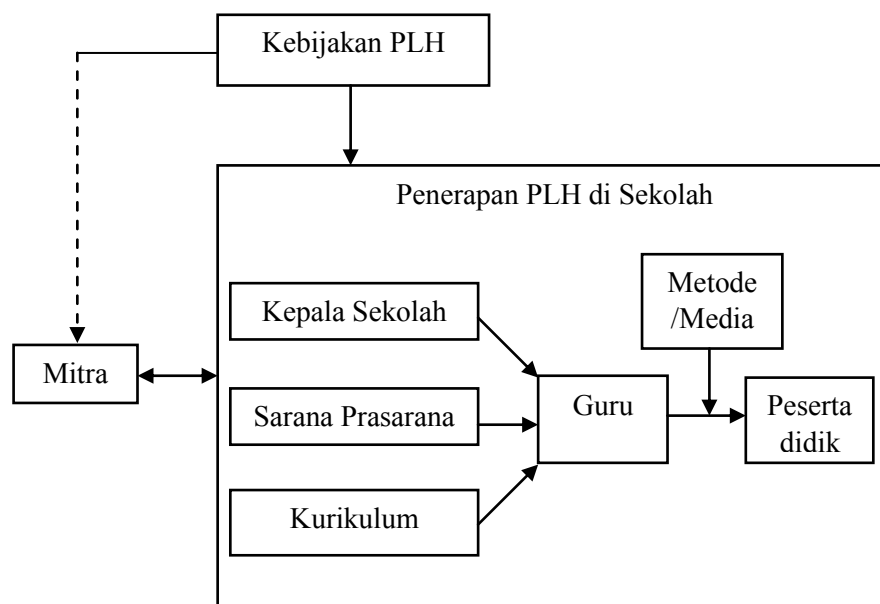 Kebijakan PLH
Penerapan PLH di Sekolah
Metode
/Media
Kepala Sekolah
Mitra
Sarana Prasarana
Guru
Peserta
didik
Kurikulum